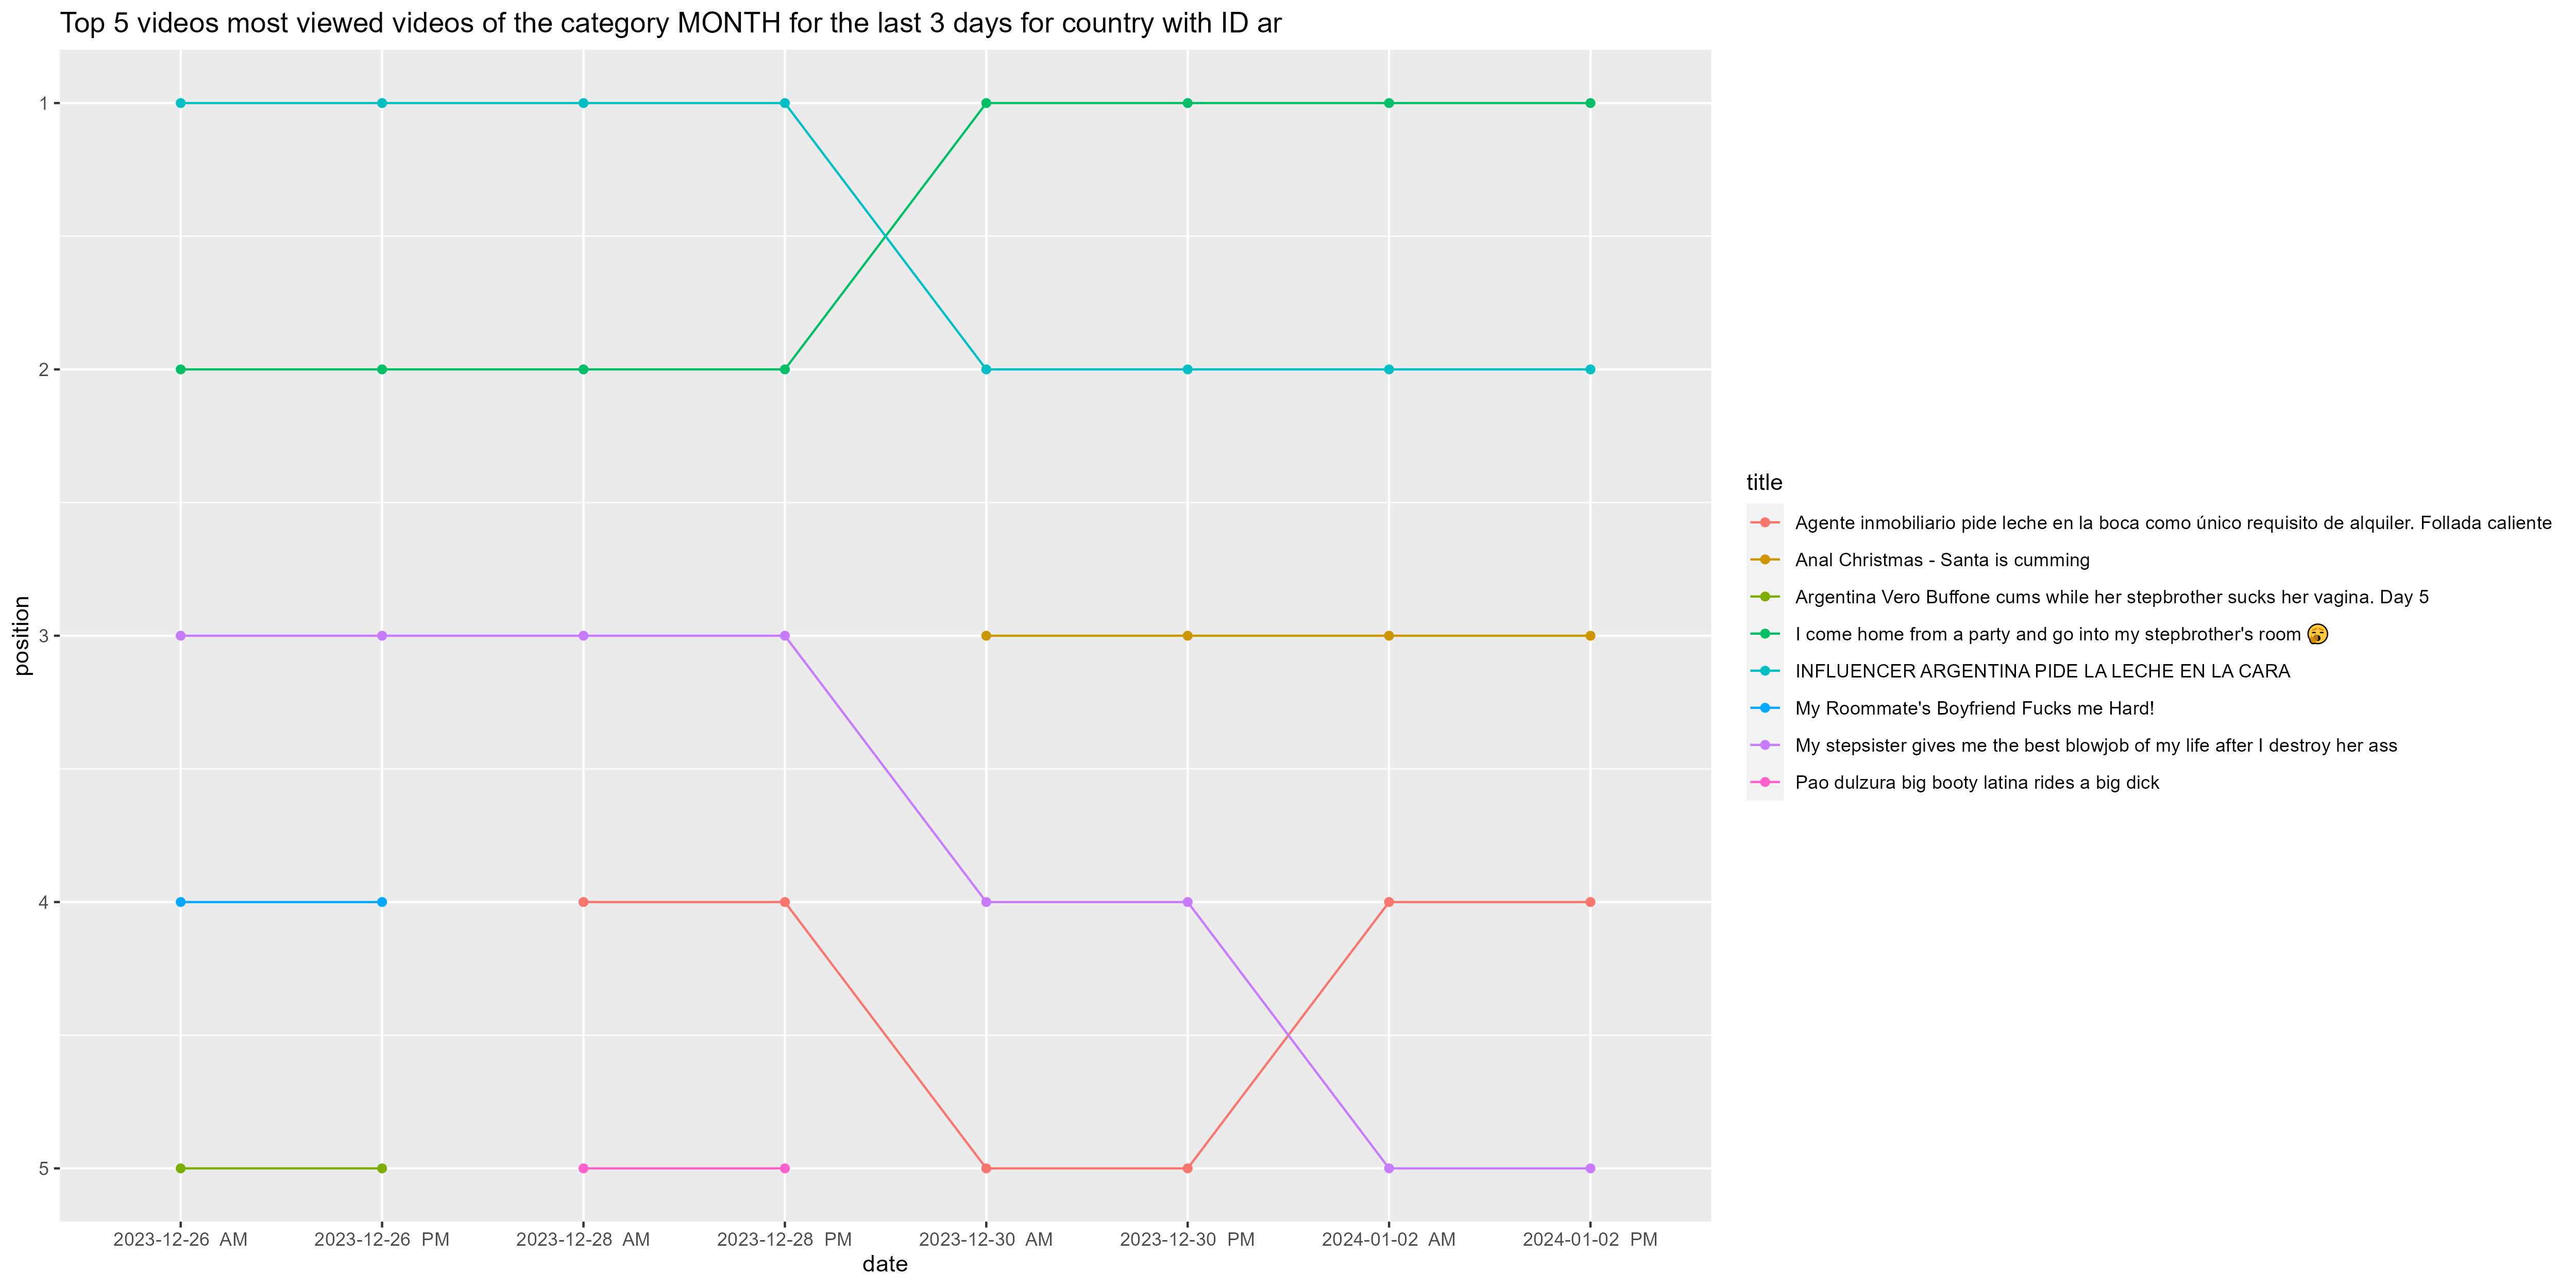 Top 5 videos most viewed videos of the category MONTH for the last 3 days for country with ID ar
position
1
2
3
4
5
2023-12-26 AM
2023-12-26 PM
2023-12-28 AM
2023-12-28 PM
2023-12-30 AM
2023-12-30 PM
2024-01-02 AM
2024-01-02 PM
date
title
Agente inmobiliario pide leche en la boca como único requisito de alquiler. Follada caliente
Anal Christmas - Santa is cumming
Argentina Vero Buffone cums while her stepbrother sucks her vagina. Day 5
I come home from a party and go into my stepbrother's room 🥱
INFLUENCER ARGENTINA PIDE LA LECHE EN LA CARA
My Roommate's Boyfriend Fucks me Hard!
My stepsister gives me the best blowjob of my life after I destroy her ass
Pao dulzura big booty latina rides a big dick